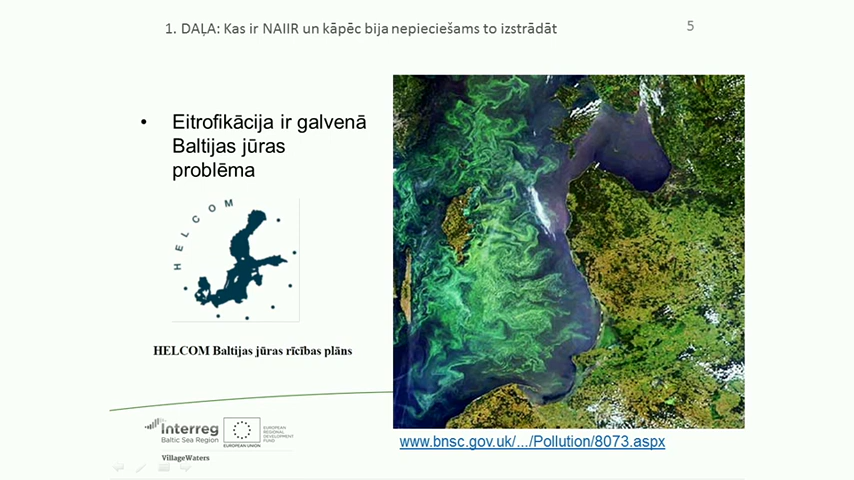 1. DAĻA: Kas ir NAIIR un kāpēc bija nepieciešams to izstrādāt
5
• Eitrofikācija ir galvenā
Baltijas jūras
problēma
HELCOM
HELCOM Baltijas jūras rīcības plāns
Interreg
Baltic Sea Region
EUROPEAN UNION
EUROPEAN
REGIONAL
DEVELOPMENT
FUND
VillageWaters
www.bnsc.gov.uk/.../Pollution/8073.aspx